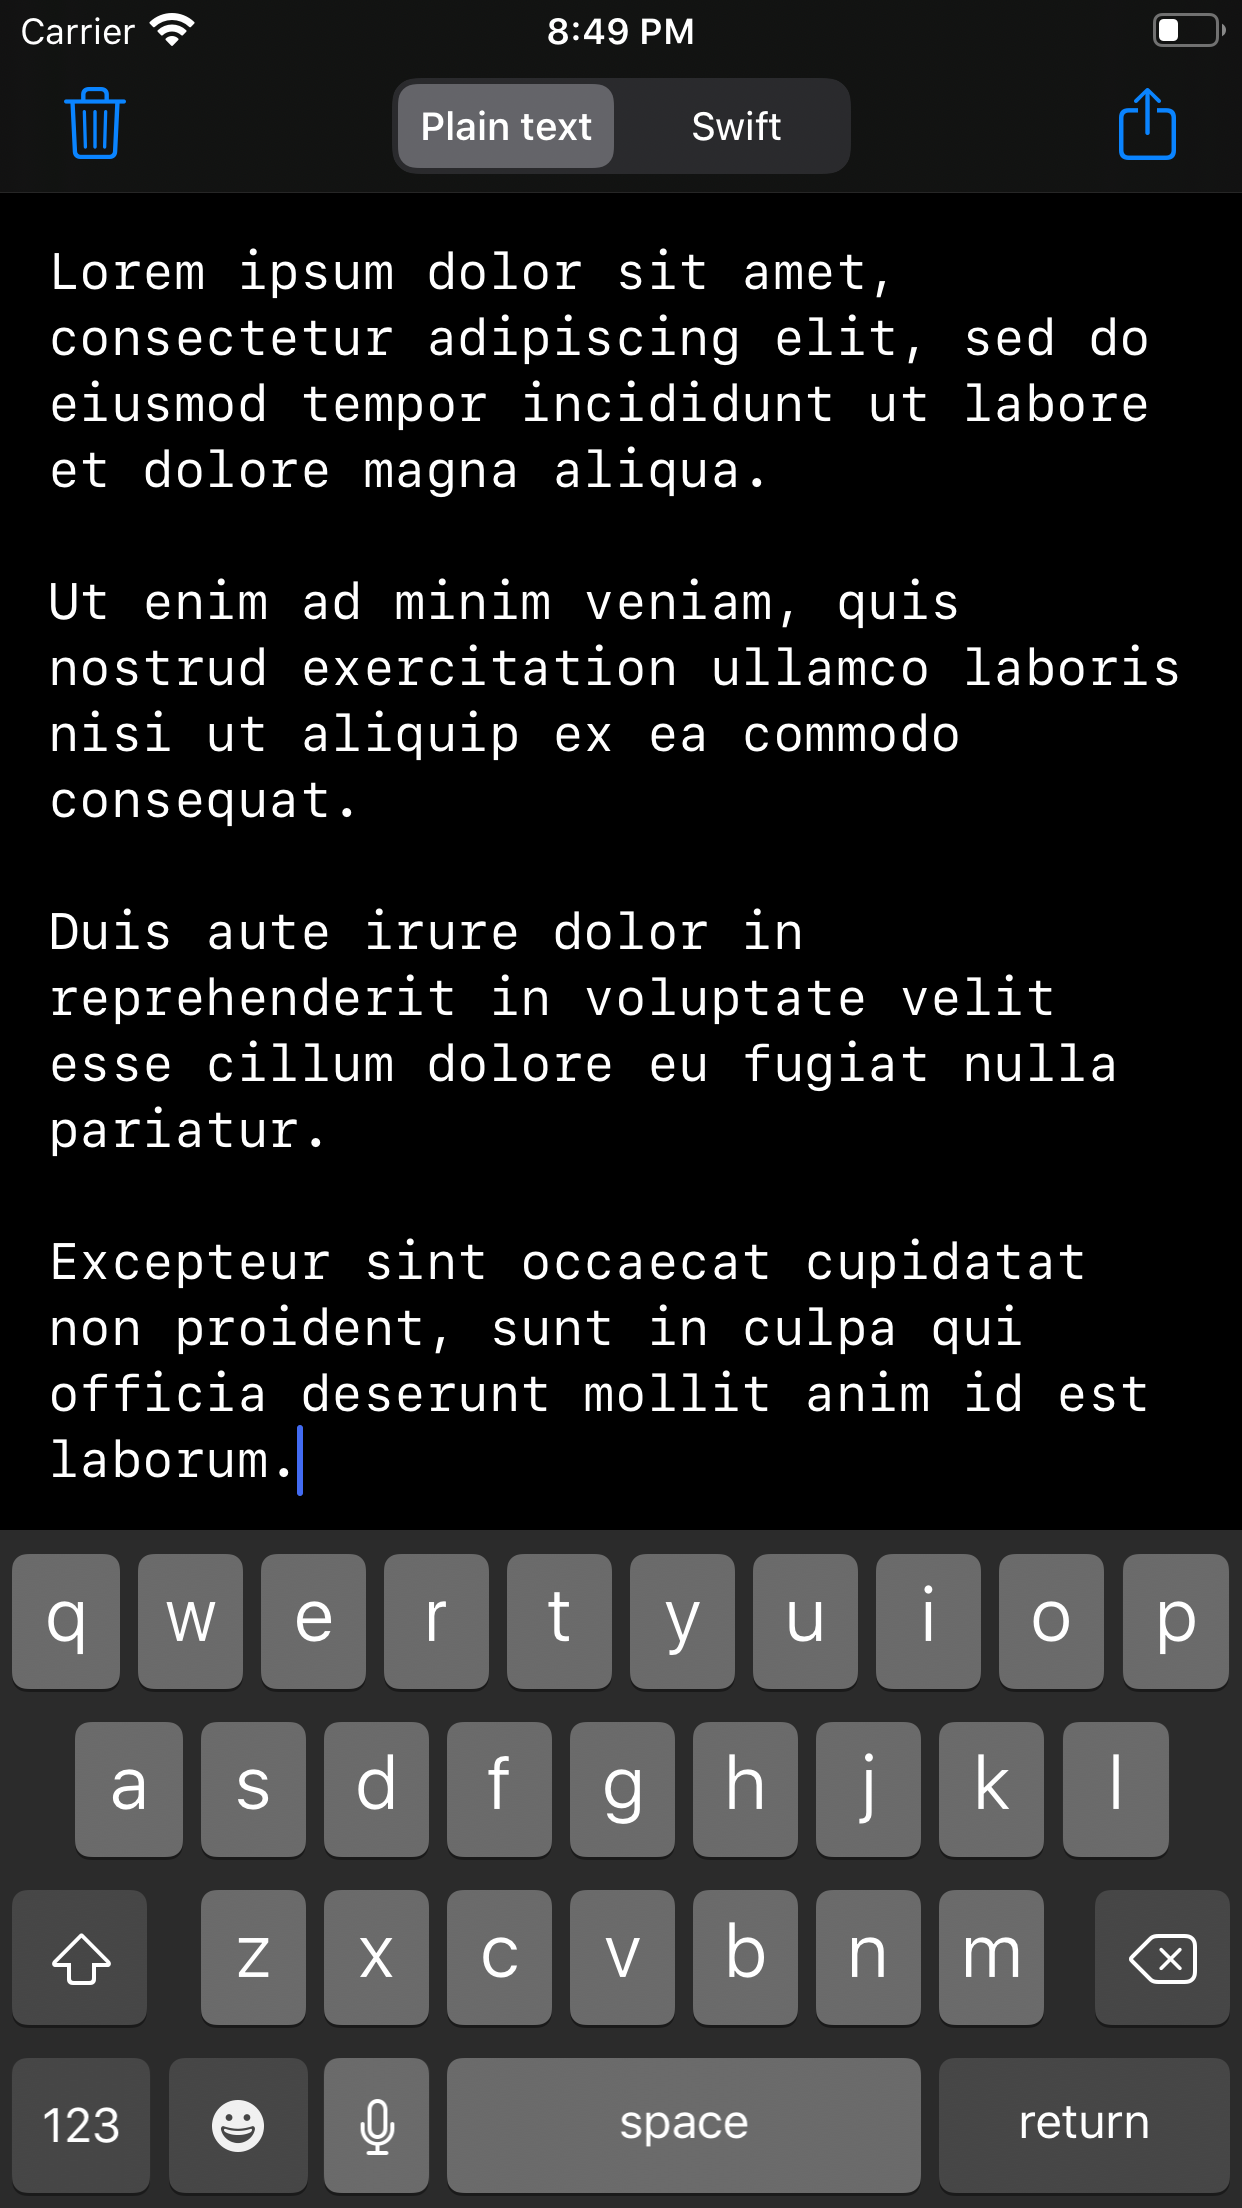 Carrier 8:49 PM
Plain text Swift
Lorem ipsum dolor sit amet,
consectetur adipiscing elit, sed do
eiusmod tempor incididunt ut labore
et dolore magna aliqua.
Ut enim ad minim veniam, quis
nostrud exercitation ullamco laboris
nisi ut aliquip ex ea commodo
consequat.
Duis aute irure dolor in
reprehenderit in voluptate velit
esse cillum dolore eu fugiat nulla
pariatur.
Excepteur sint occaecat cupidatat
non proident, sunt in culpa qui
officia deserunt mollit anim id est
laborum.
q w e r t y u i o p
a s d f g h j k l
z x c v b n m
123 space return